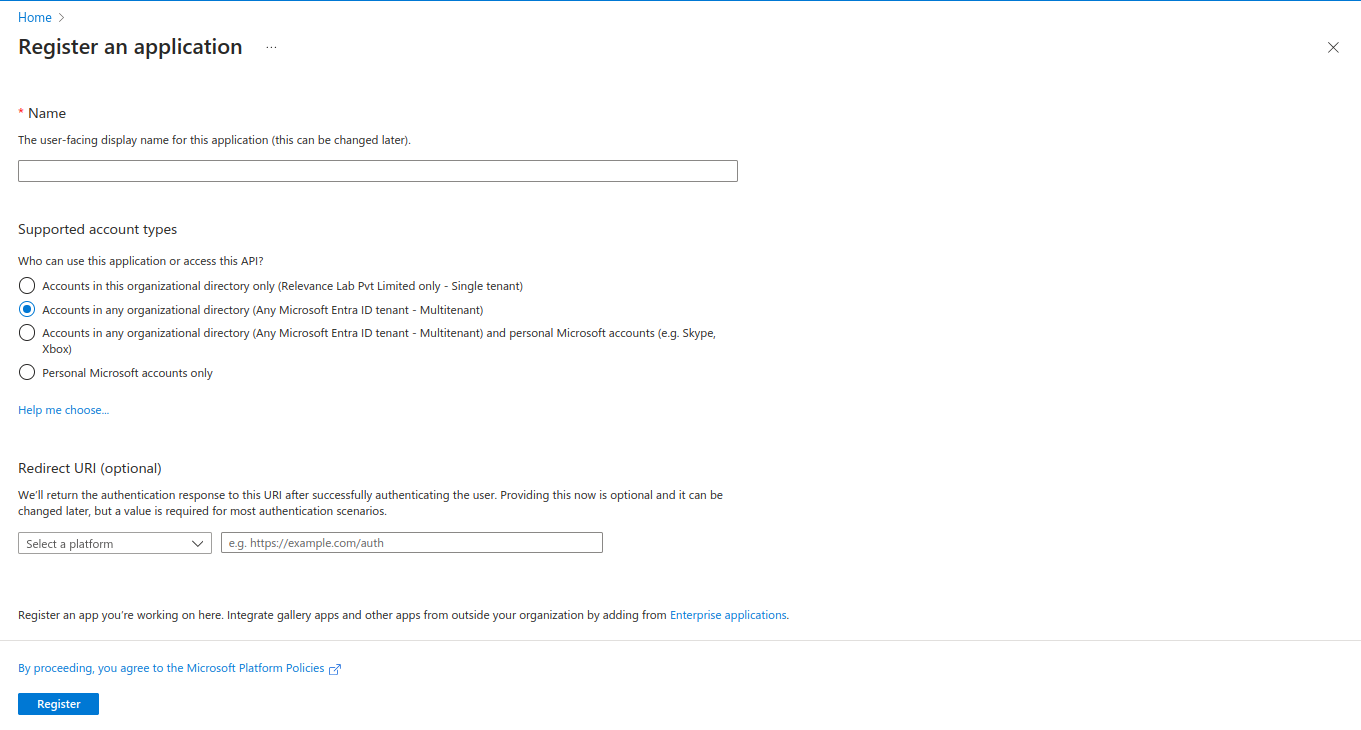 Home
Register an application ...
* Name
The user-facing display name for this application (this can be changed later).
Supported account types
Who can use this application or access this API?
Accounts in this organizational directory only (Relevance Lab Pvt Limited only - Single tenant)
Accounts in any organizational directory (Any Microsoft Entra ID tenant - Multitenant)
Accounts in any organizational directory (Any Microsoft Entra ID tenant - Multitenant) and personal Microsoft accounts (e.g. Skype,
Xbox)
Personal Microsoft accounts only
Help me choose...
Redirect URI (optional)
We'll return the authentication response to this URI after successfully authenticating the user. Providing this now is optional and it can be
changed later, but a value is required for most authentication scenarios.
Select a platform e.g. https://example.com/auth
Register an app you're working on here. Integrate gallery apps and other apps from outside your organization by adding from Enterprise applications.
By proceeding, you agree to the Microsoft Platform Policies
Register